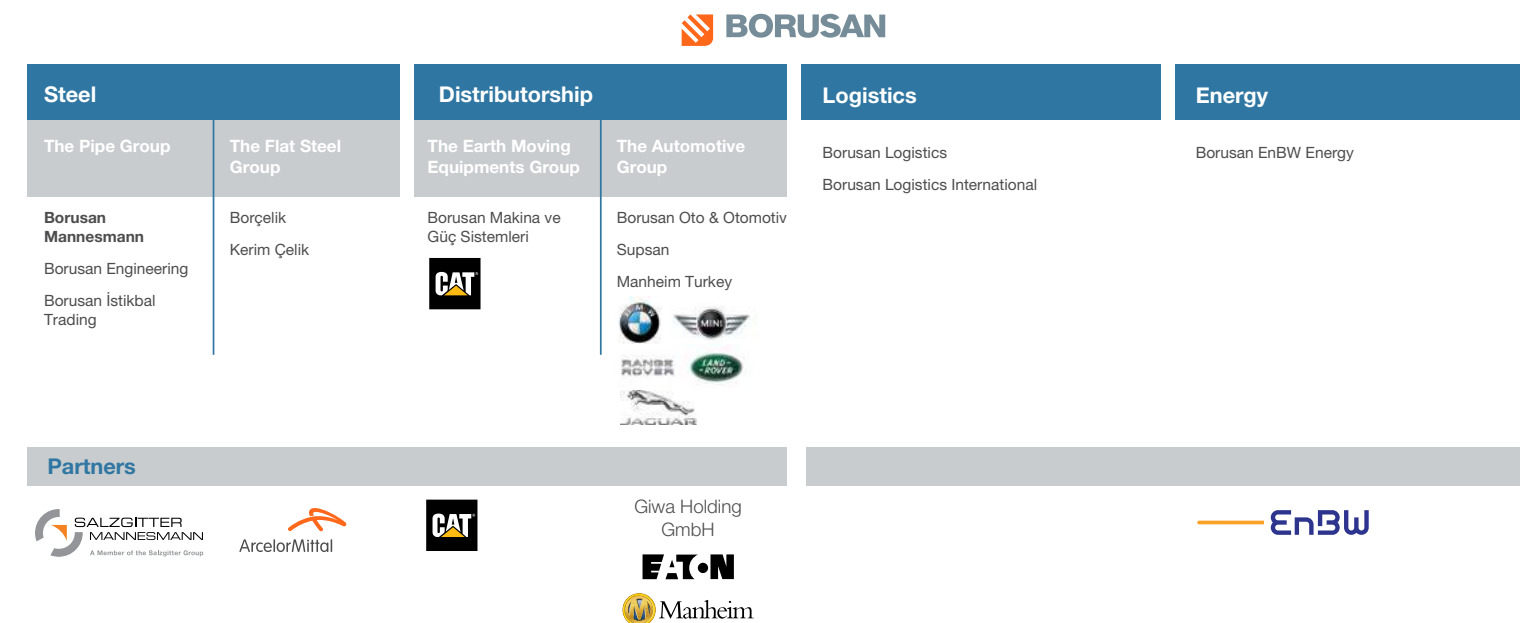 BORUSAN
Steel
Distributorship
Logistics
Energy
The Pipe Group
The Flat Steel
Group
The Earth Moving
Equipments Group
The Automotive
Group
Borusan
Mannesmann
Borusan Engineering
Borusan İstikbal
Trading
Borçelik
Kerim Çelik
Borusan Makina ve
Güç Sistemleri
CAT
Borusan Oto & Otomotiv
Supsan
Manheim Turkey
BMW
MINI
RANGE
ROVER
LAND-
-ROVER
JAGUAR
Borusan Logistics
Borusan Logistics International
Borusan EnBW Energy
Partners
SALZGITTER
MANNESMANN
A Member of the Salzgitter Group
ArcelorMittal
CAT
Giwa Holding
GmbH
EATON
Manheim
EnBW